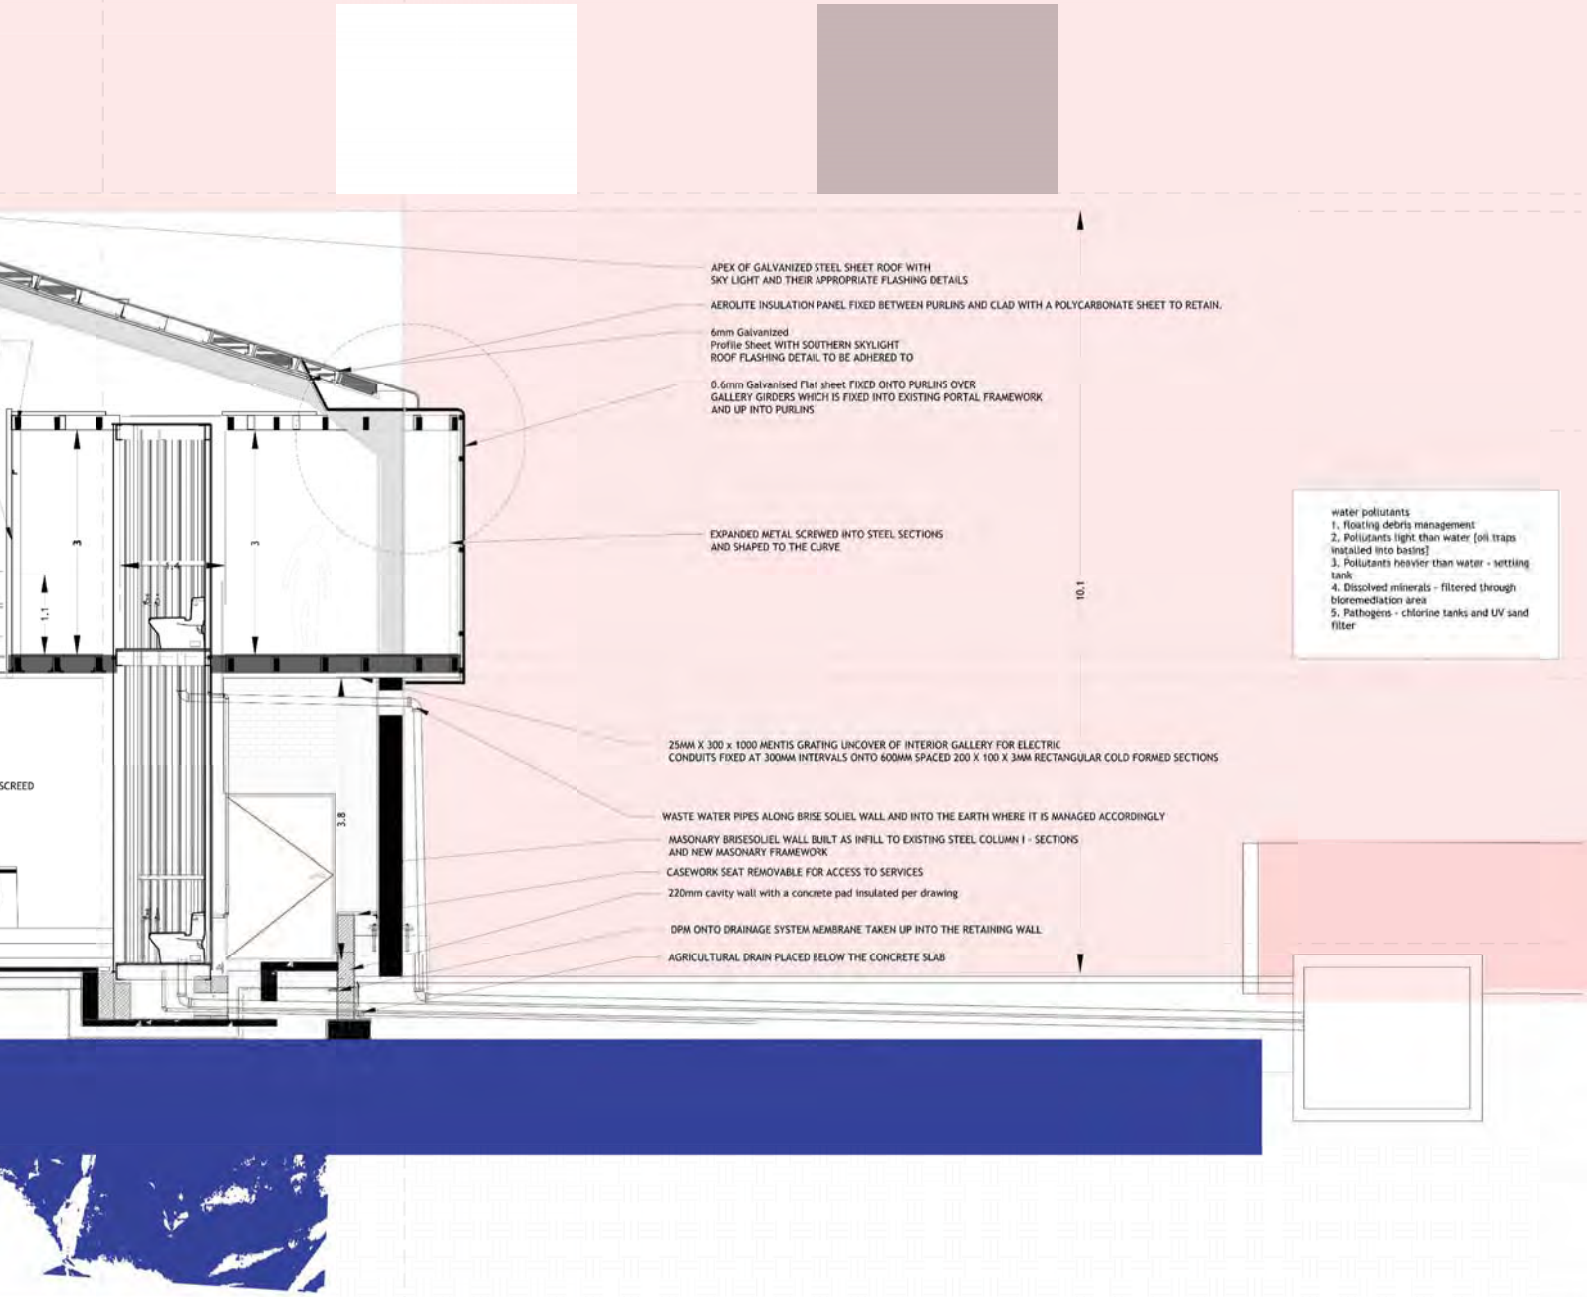 APEX OF GALVANIZED STEEL SHEET ROOF WITH
SKY LIGHT AND THEIR APPROPRIATE FLASHING DETAILS
AEROLITE INSULATION PANEL FIXED BETWEEN PURLINS AND CLAD WITH A POLYCARBONATE SHEET TO RETAIN.
6mm Galvanized
Profile Sheet WITH SOUTHERN SKYLIGHT
ROOF FLASHING DETAIL TO BE ADHERED TO
0.6mm Galvanised Flat sheet FIXED ONTO PURLINS OVER
GALLERY GIRDERS WHICH IS FIXED INTO EXISTING PORTAL FRAMEWORK
AND UP INTO PURLINS
EXPANDED METAL SCREWED INTO STEEL SECTIONS
AND SHAPED TO THE CURVE
3
3
1.4
1.1
10.1
water pollutants
1. floating debris management
2. Pollutants light than water [oil traps
installed into basins]
3. Pollutants heavier than water - settling
tank
4. Dissolved minerals - filtered through
bioremediation area
5. Pathogens - chlorine tanks and UV sand
filter
25MM X 300 x 1000 MENTIS GRATING UNCOVER OF INTERIOR GALLERY FOR ELECTRIC
CONDUITS FIXED AT 300MM INTERVALS ONTO 600MM SPACED 200 X 100 X 3MM RECTANGULAR COLD FORMED SECTIONS
SCREED
3.8
WASTE WATER PIPES ALONG BRISE SOLIEL WALL AND INTO THE EARTH WHERE IT IS MANAGED ACCORDINGLY
MASONARY BRISESOLIEL WALL BUILT AS INFILL TO EXISTING STEEL COLUMN I - SECTIONS
AND NEW MASONARY FRAMEWORK
CASEWORK SEAT REMOVABLE FOR ACCESS TO SERVICES
220mm cavity wall with a concrete pad insulated per drawing
DPM ONTO DRAINAGE SYSTEM MEMBRANE TAKEN UP INTO THE RETAINING WALL
AGRICULTURAL DRAIN PLACED BELOW THE CONCRETE SLAB